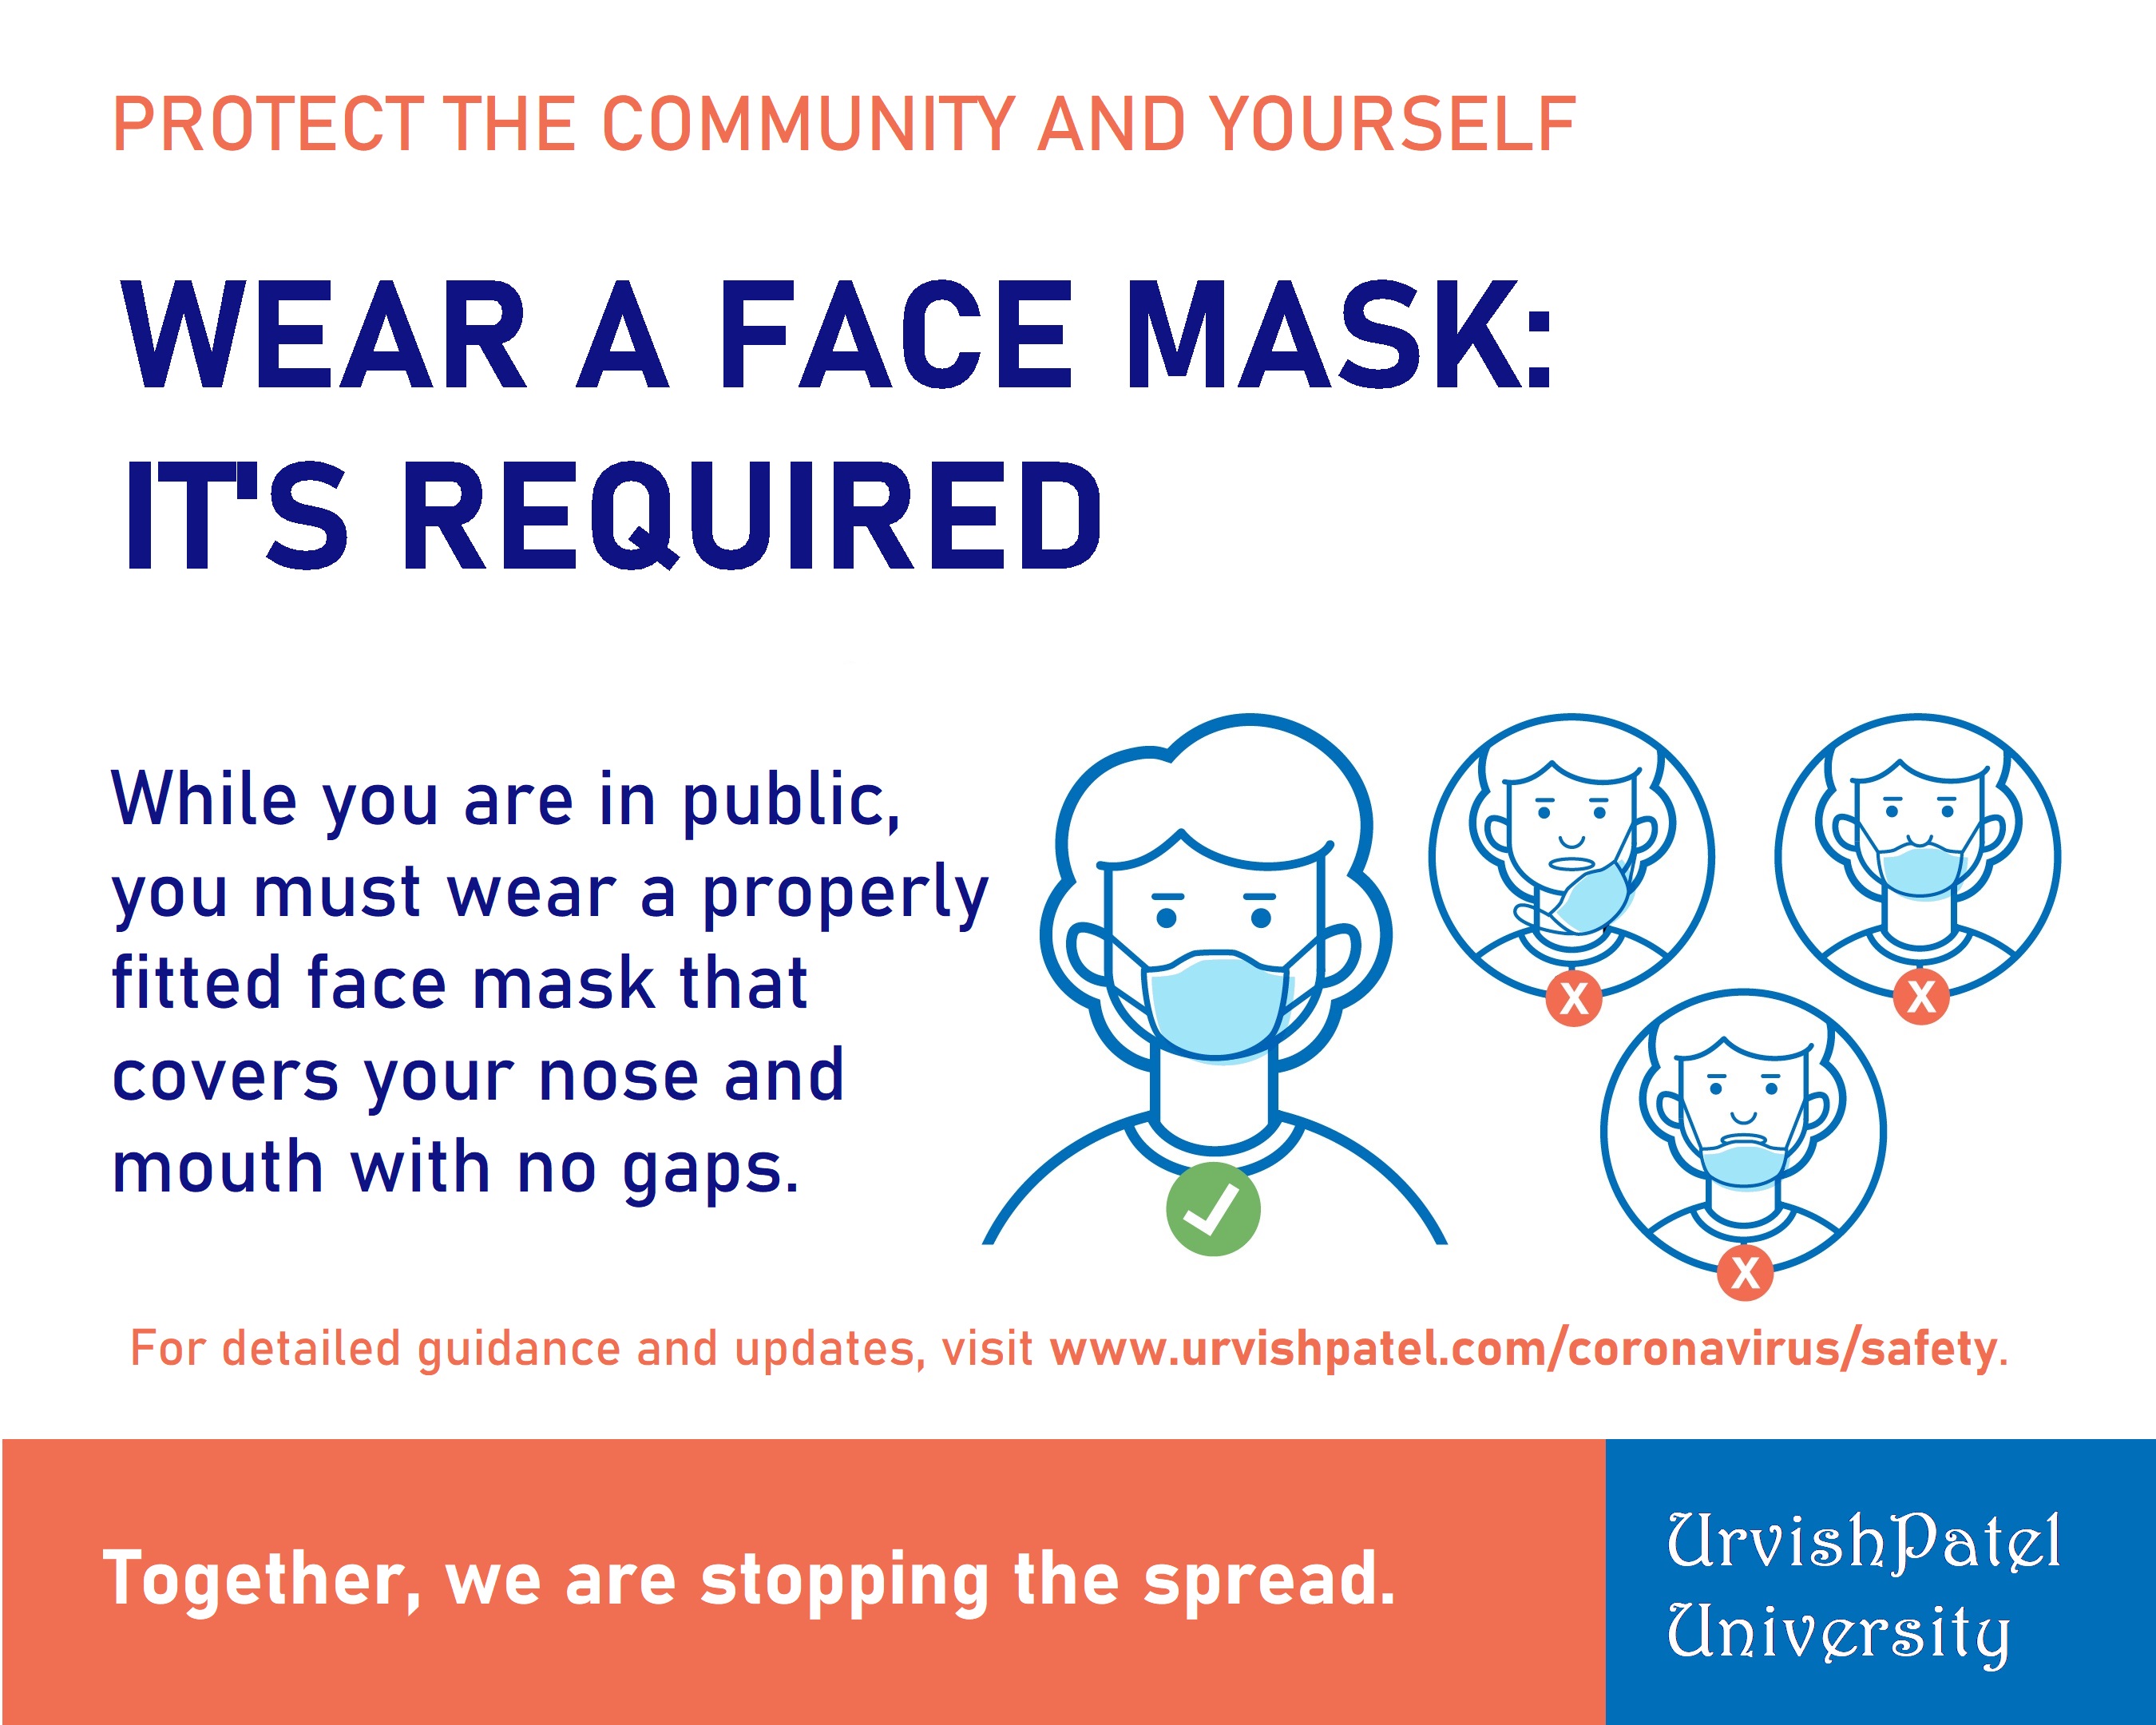 PROTECT THE COMMUNITY AND YOURSELF
WEAR A FACE MASK:
IT'S REQUIRED
While you are in public,
you must wear a properly
fitted face mask that
covers your nose and
mouth with no gaps.
X
X
X
For detailed guidance and updates, visit www.urvishpatel.com/coronavirus/safety.
Together, we are stopping the spread.
UrvishPatel
University